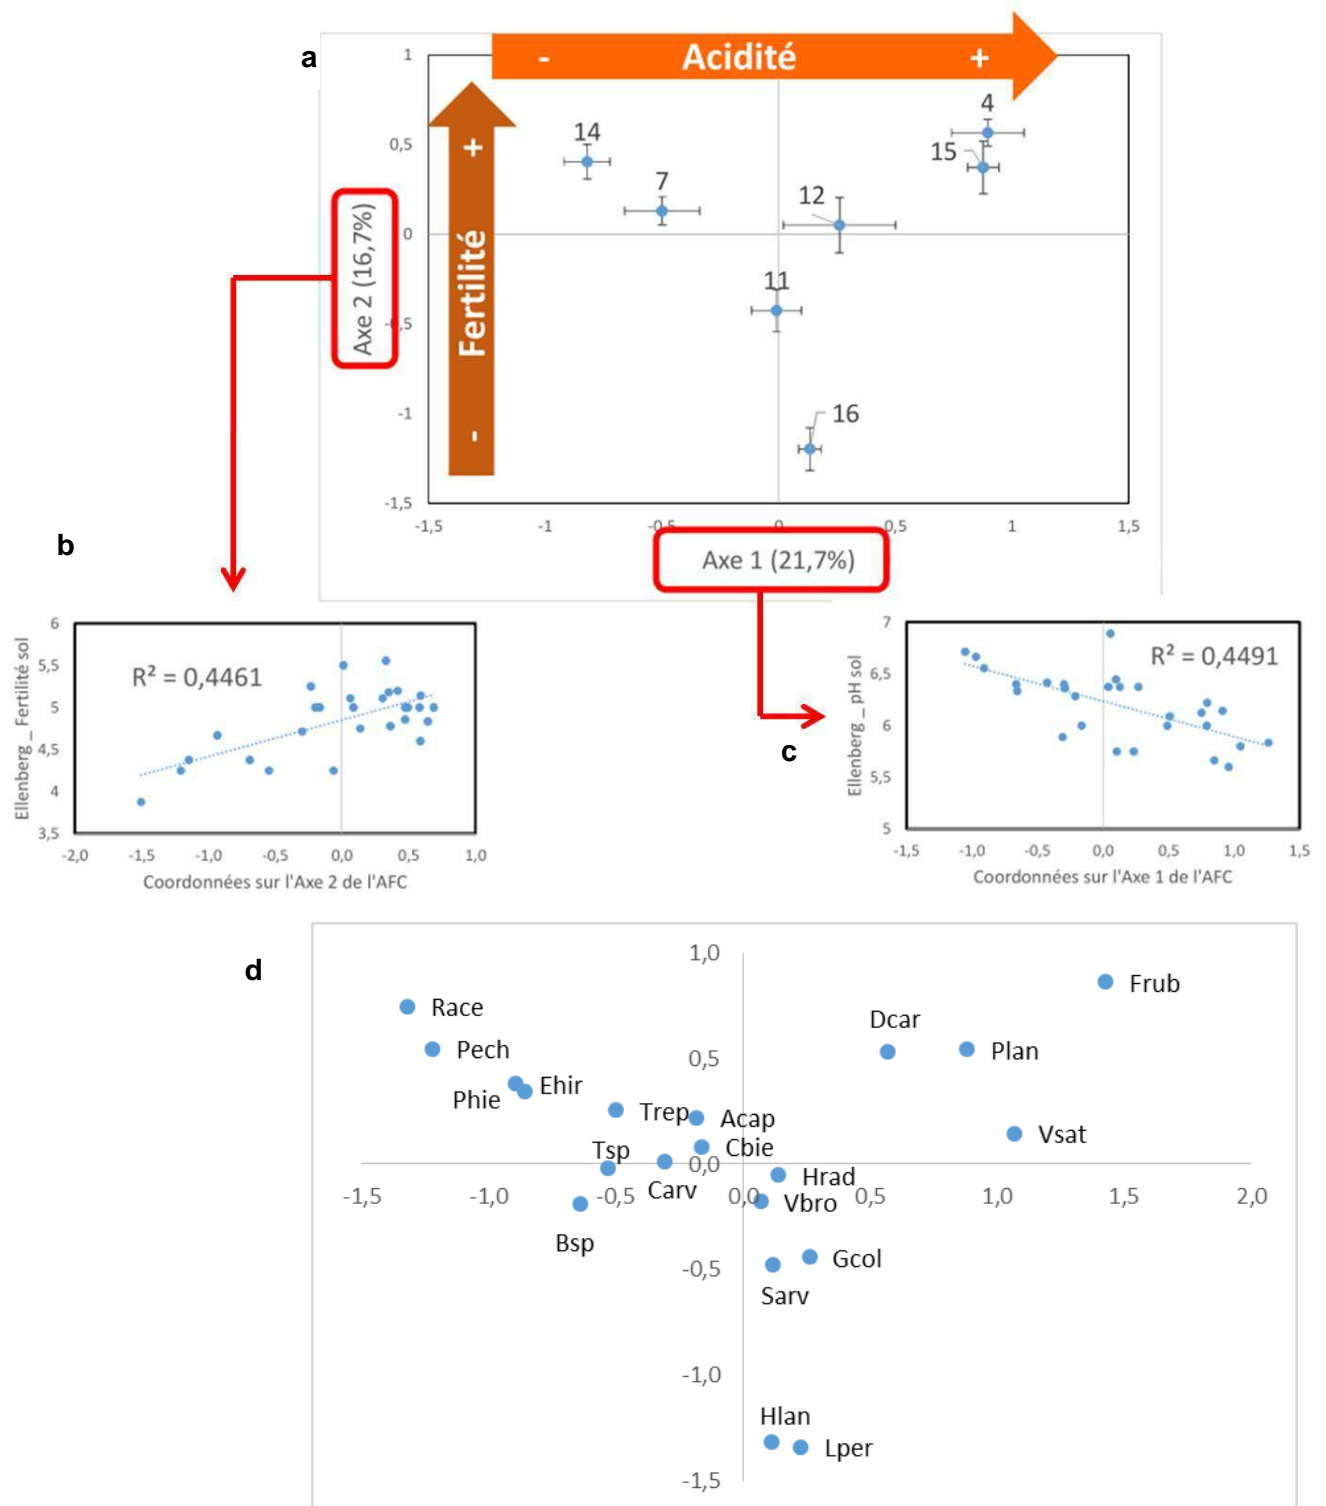 a
- Acidité +
1
0,5
0
-0,5
-1
-1,5
+
Fertilité
-
Axe 2 (16,7%)
14
7
4
15
12
11
16
-1,5 -1 -0,5 0 0,5 1 1,5
Axe 1 (21,7%)
b
6
5,5
5
4,5
4
3,5
Ellenberg _ Fertilité sol
R² = 0,4461
-2,0 -1,5 -1,0 -0,5 0,0 0,5 1,0
Coordonnées sur l'Axe 2 de l'AFC
c
7
6,5
6
5,5
5
Ellenberg _ pH sol
R² = 0,4491
-1,5 -1,0 -0,5 0,0 0,5 1,0 1,5
Coordonnées sur l'Axe 1 de l'AFC
d
1,0
Race
Frub
Dcar
Pech
0,5
Plan
Phie
Ehir
Trep
Acap
Vsat
Tsp
Cbie
0,0
Carv
Hrad
-1,5 -1,0 -0,5 0,0 0,5 1,0 1,5 2,0
Vbro
Bsp
-0,5
Gcol
Sarv
-1,0
Hlan
Lper
-1,5